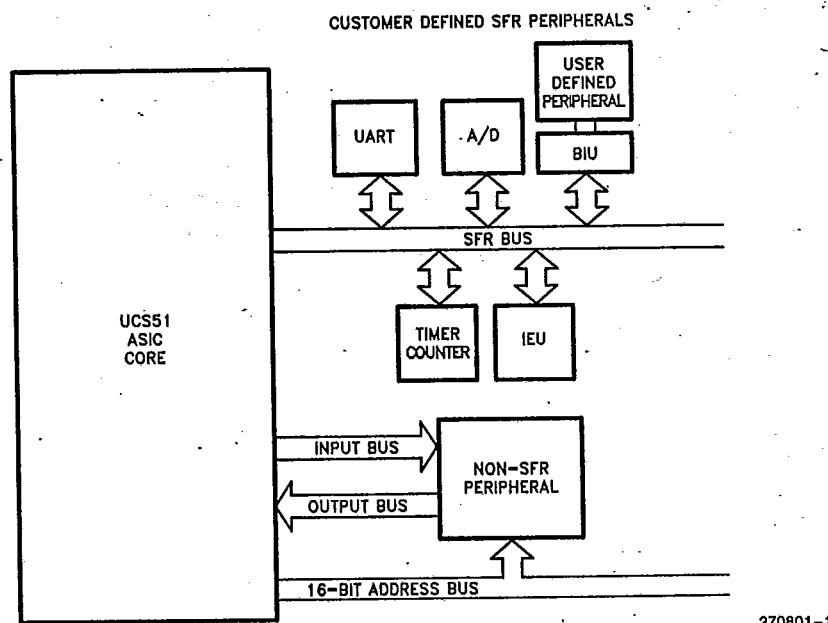 CUSTOMER DEFINED SFR PERIPHERALS
USER
DEFINED
PERIPHERAL
UART
A/D
BIU
SFR BUS
UCS51
ASIC
CORE
TIMER
COUNTER
IEU
INPUT BUS
NON-SFR
PERIPHERAL
OUTPUT BUS
16-BIT ADDRESS BUS